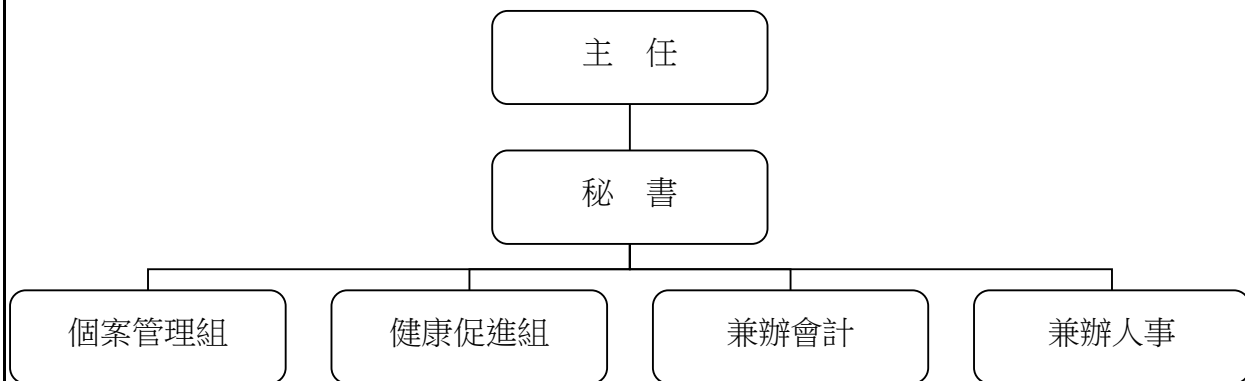 主　任
秘　書
個案管理組
健康促進組
兼辦會計
兼辦人事